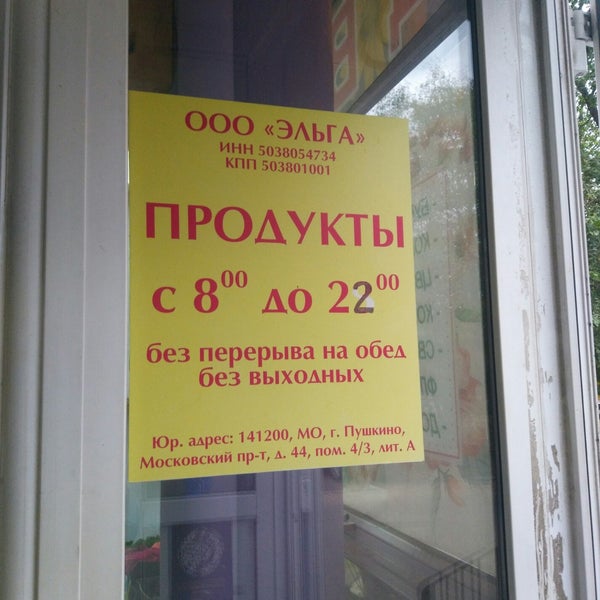 ООО «ЭЛЬГА»
ИНН 5038054734
КПП 503801001
ПРОДУКТЫ
с 8⁰⁰ до 22⁰⁰
без перерыва на обед
без выходных
Юр. адрес: 141200, МО, г. Пушкино,
Московский пр-т, д. 44, пом. 4/3, лит. А